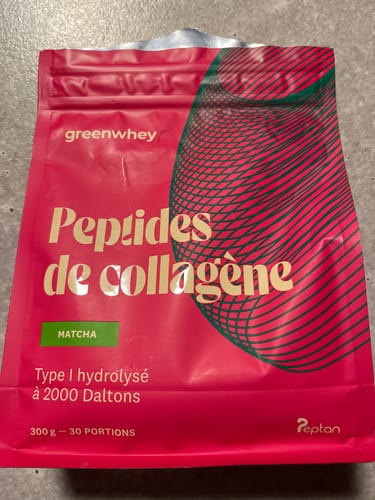 greenwhey
Peptides
de collagène
MATCHA
Type I hydrolysé
à 2000 Daltons
300 g — 30 PORTIONS
Peptan